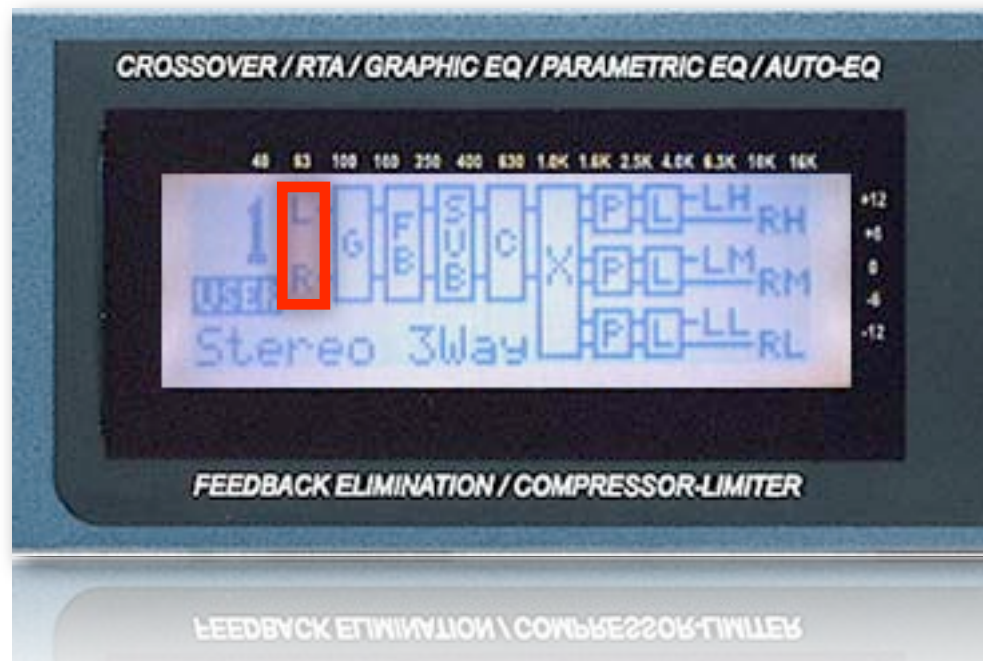 CROSSOVER / RTA / GRAPHIC EQ / PARAMETRIC EQ / AUTO-EQ
40 63 100 160 250 400 630 1.0K 1.6K 2.5K 4.0K 6.3K 10K 16K
1
USER
L
R
G
FB
SUB
C
X
P L LH RH
P L LM RM
P L LL RL
Stereo 3Way
+12
+6
0
-6
-12
FEEDBACK ELIMINATION / COMPRESSOR-LIMITER
FEEDBACK ELIMINATION / COMPRESSOR-LIMITER